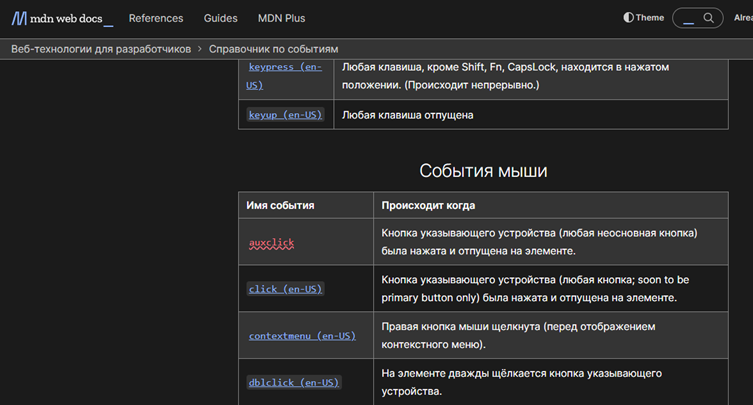 mdn web docs_ References Guides MDN Plus Theme Alrea
Веб-технологии для разработчиков > Справочник по событиям
keypress (en- Любая клавиша, кроме Shift, Fn, CapsLock, находится в нажатом
US) положении. (Происходит непрерывно.)
keyup (en-US) Любая клавиша отпущена
События мыши
Имя события Происходит когда
Кнопка указывающего устройства (любая неосновная кнопка)
auxclick
была нажата и отпущена на элементе.
Кнопка указывающего устройства (любая кнопка; soon to be
click (en-US)
primary button only) была нажата и отпущена на элементе.
Правая кнопка мыши щелкнута (перед отображением
contextmenu (en-US)
контекстного меню).
На элементе дважды щёлкается кнопка указывающего
dblclick (en-US)
устройства.